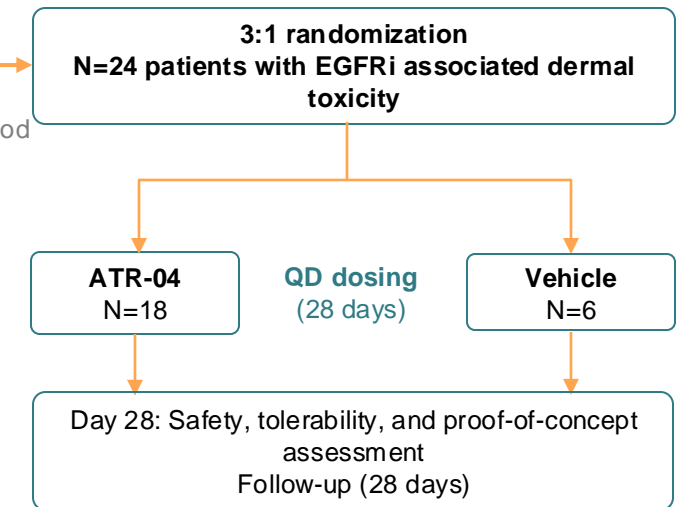 3:1 randomization
N=24 patients with EGFRi associated dermal
toxicity
od
ATR-04
N=18
QD dosing
(28 days)
Vehicle
N=6
Day 28: Safety, tolerability, and proof-of-concept
assessment
Follow-up (28 days)